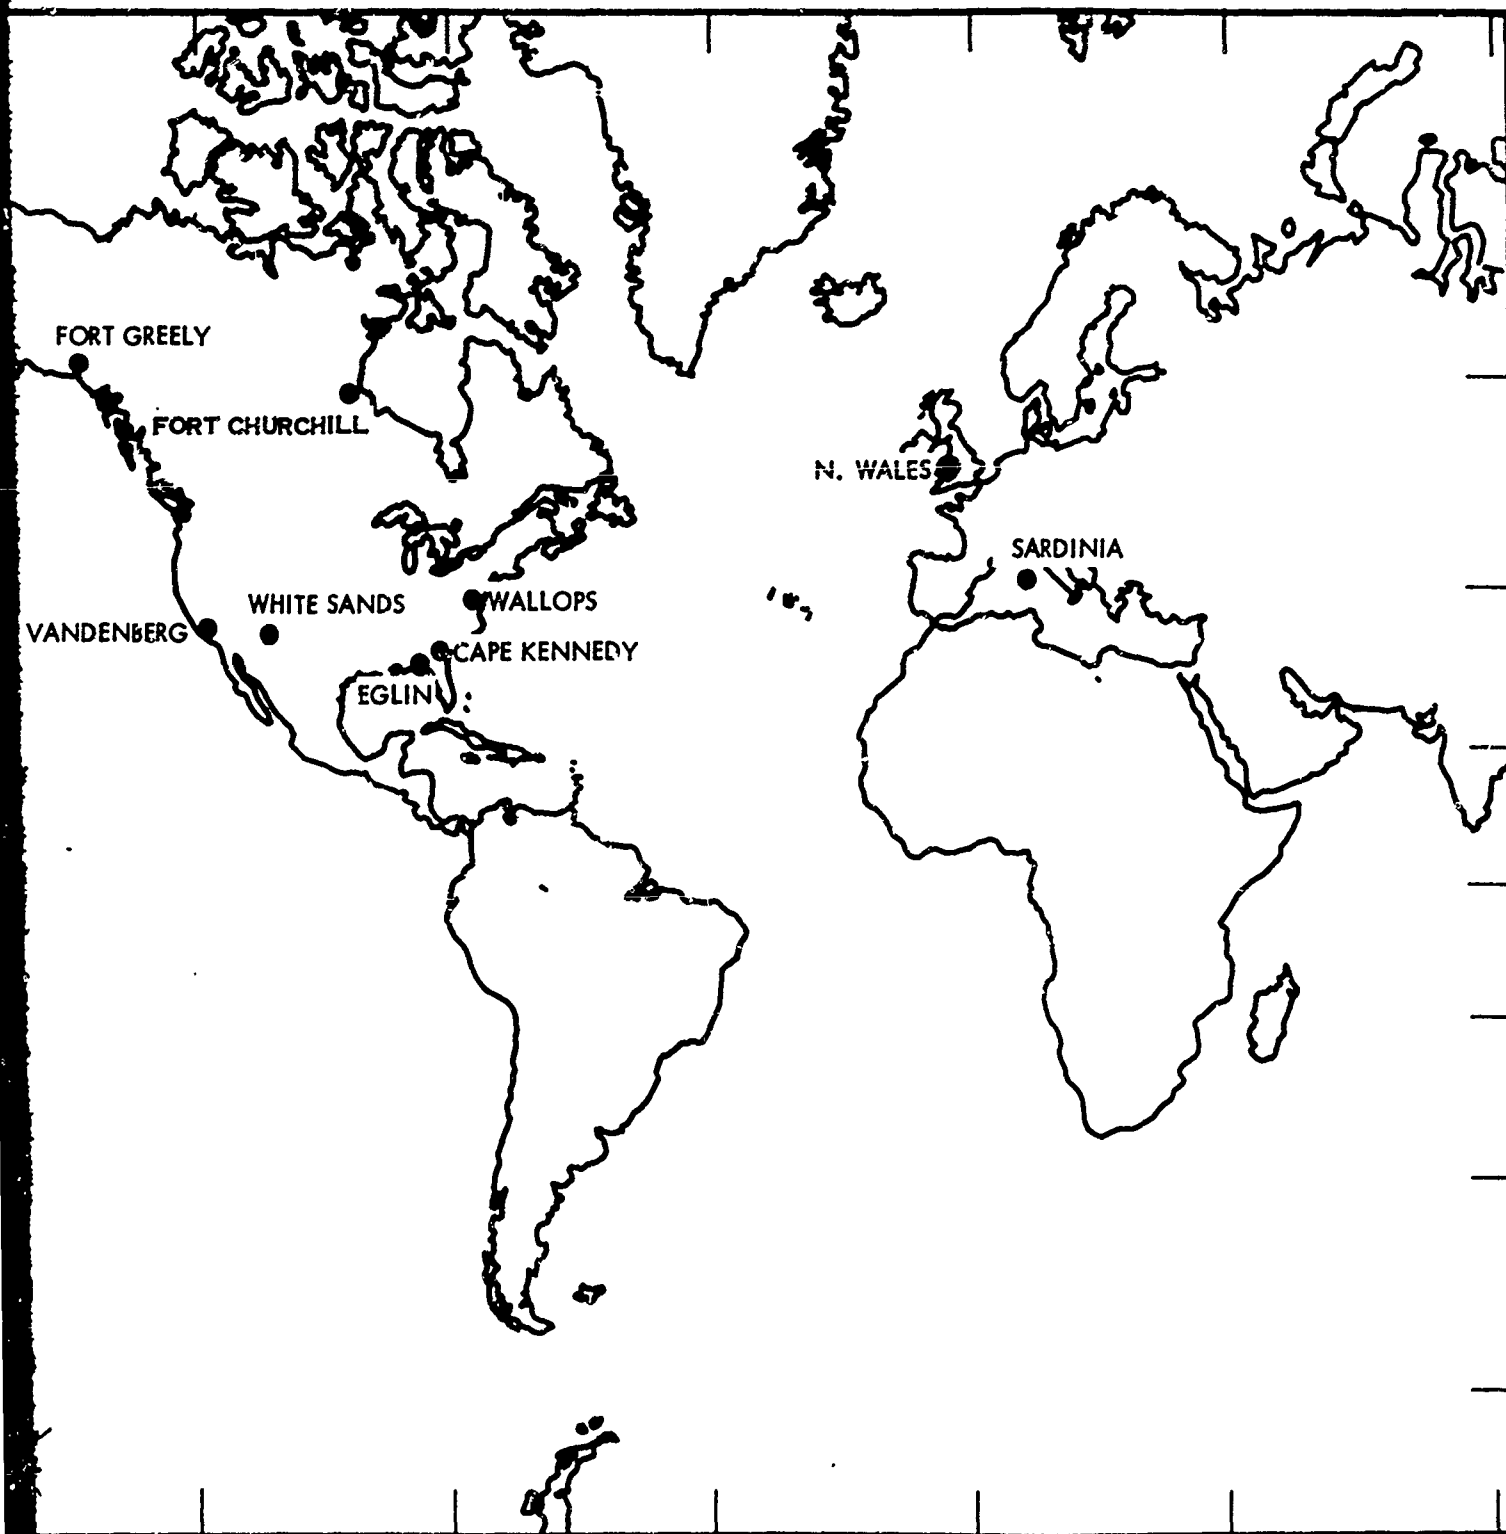 FORT GREELY
FORT CHURCHILL
N. WALES
SARDINIA
WHITE SANDS
WALLOPS
VANDENBERG
CAPE KENNEDY
EGLIN